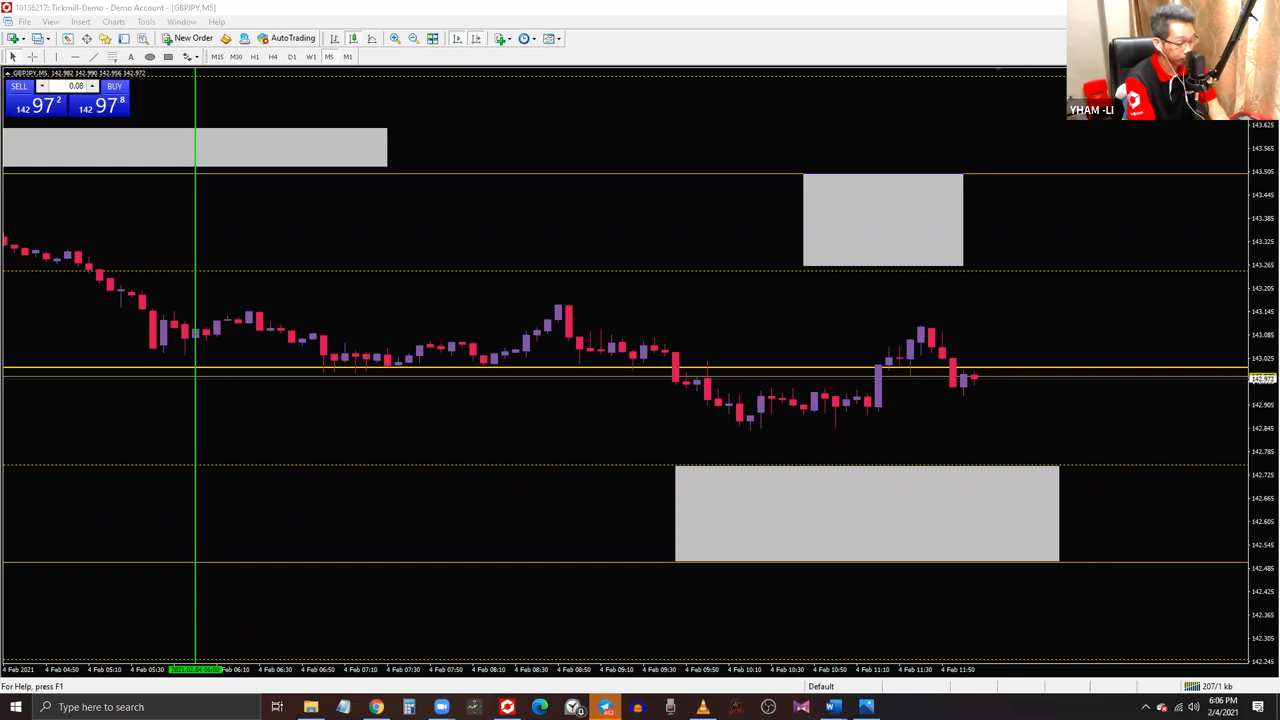 10136217: Tickmill-Demo - Demo Account - [GBPJPY,M5]
File View Insert Charts Tools Window Help
New Order AutoTrading
A M15 M30 H1 H4 D1 W1 M5 M1
GBPJPY,M5 142.982 142.990 142.956 142.972
SELL 0.08 BUY
142 97 2 142 97 8
YHAM -LI
143.625
143.565
143.505
143.445
143.385
143.325
143.265
143.205
143.145
143.085
143.025
142.972
142.905
142.845
142.785
142.725
142.665
142.605
142.545
142.485
142.425
142.365
142.305
142.245
4 Feb 2021 4 Feb 04:50 4 Feb 05:10 4 Feb 05:30 2021.02.04 06:00 Feb 06:10 4 Feb 06:30 4 Feb 06:50 4 Feb 07:10 4 Feb 07:30 4 Feb 07:50 4 Feb 08:10 4 Feb 08:30 4 Feb 08:50 4 Feb 09:10 4 Feb 09:30 4 Feb 09:50 4 Feb 10:10 4 Feb 10:30 4 Feb 10:50 4 Feb 11:10 4 Feb 11:30 4 Feb 11:50
For Help, press F1 Default 207/1 kb
Type here to search
6:06 PM
2/4/2021